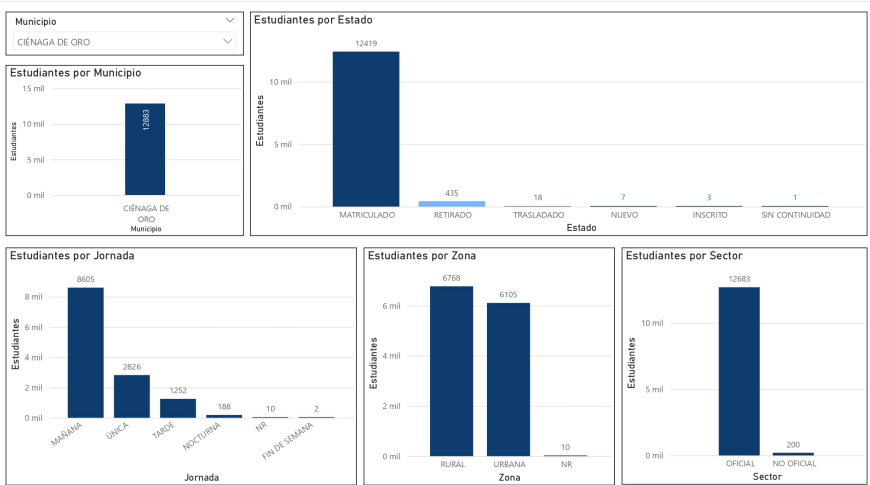 Municipio
CIÉNAGA DE ORO
Estudiantes por Municipio
15 mil
10 mil
5 mil
0 mil
Estudiantes
12883
CIÉNAGA DE
ORO
Municipio
Estudiantes por Estado
10 mil
5 mil
0 mil
Estudiantes
12419
435
18
7
3
1
MATRICULADO RETIRADO TRASLADADO NUEVO INSCRITO SIN CONTINUIDAD
Estado
Estudiantes por Jornada
8 mil
6 mil
4 mil
2 mil
0 mil
Estudiantes
8605
2826
1252
188
10
2
MAÑANA ÚNICA TARDE NOCTURNA NR FIN DE SEMANA
Jornada
Estudiantes por Zona
6 mil
4 mil
2 mil
0 mil
Estudiantes
6768
6105
10
RURAL URBANA NR
Zona
Estudiantes por Sector
10 mil
5 mil
0 mil
Estudiantes
12683
200
OFICIAL NO OFICIAL
Sector